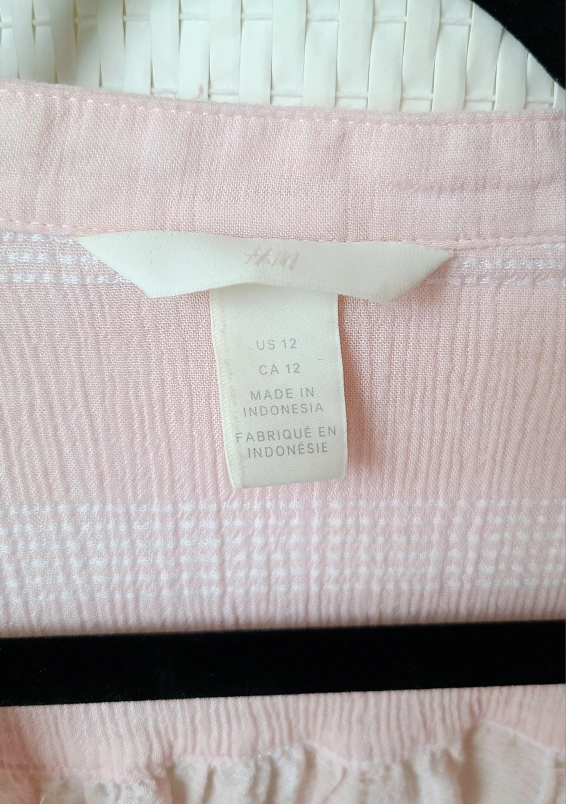 H&M
US 12
CA 12
MADE IN
INDONESIA
FABRIQUÉ EN
INDONÉSIE